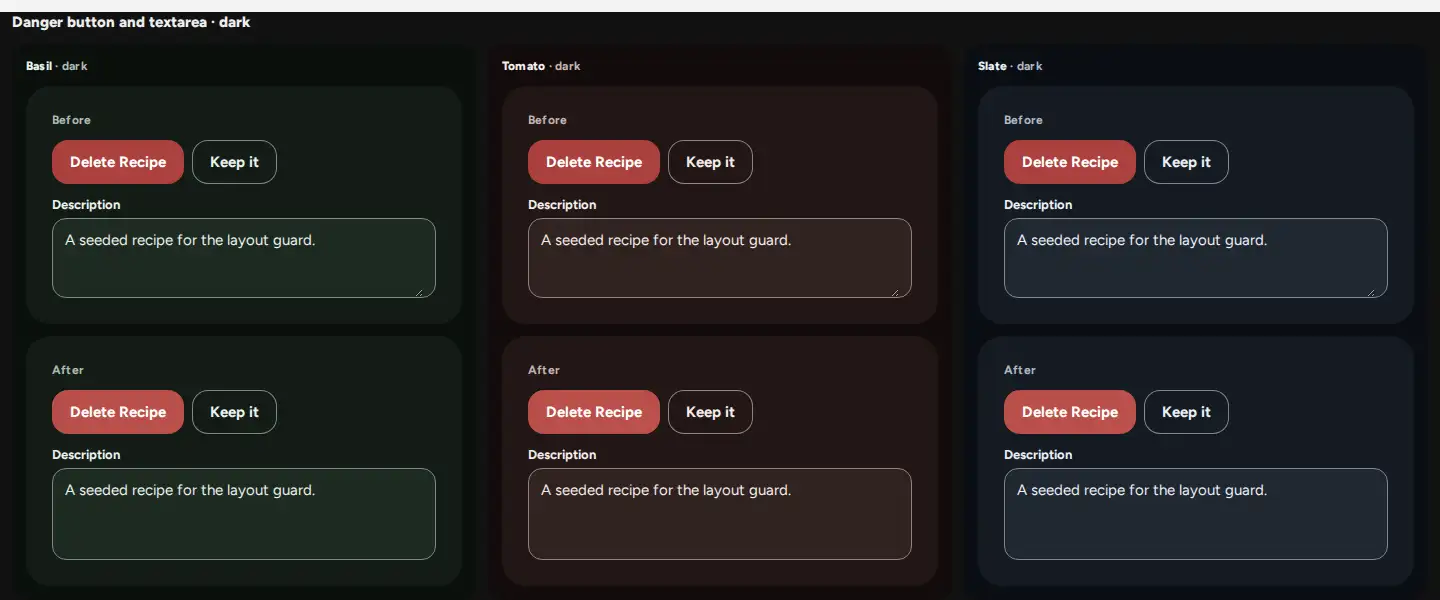 Danger button and textarea · dark
Basil · dark
Before
Delete Recipe
Keep it
Description
A seeded recipe for the layout guard.
After
Delete Recipe
Keep it
Description
A seeded recipe for the layout guard.
Tomato · dark
Before
Delete Recipe
Keep it
Description
A seeded recipe for the layout guard.
After
Delete Recipe
Keep it
Description
A seeded recipe for the layout guard.
Slate · dark
Before
Delete Recipe
Keep it
Description
A seeded recipe for the layout guard.
After
Delete Recipe
Keep it
Description
A seeded recipe for the layout guard.